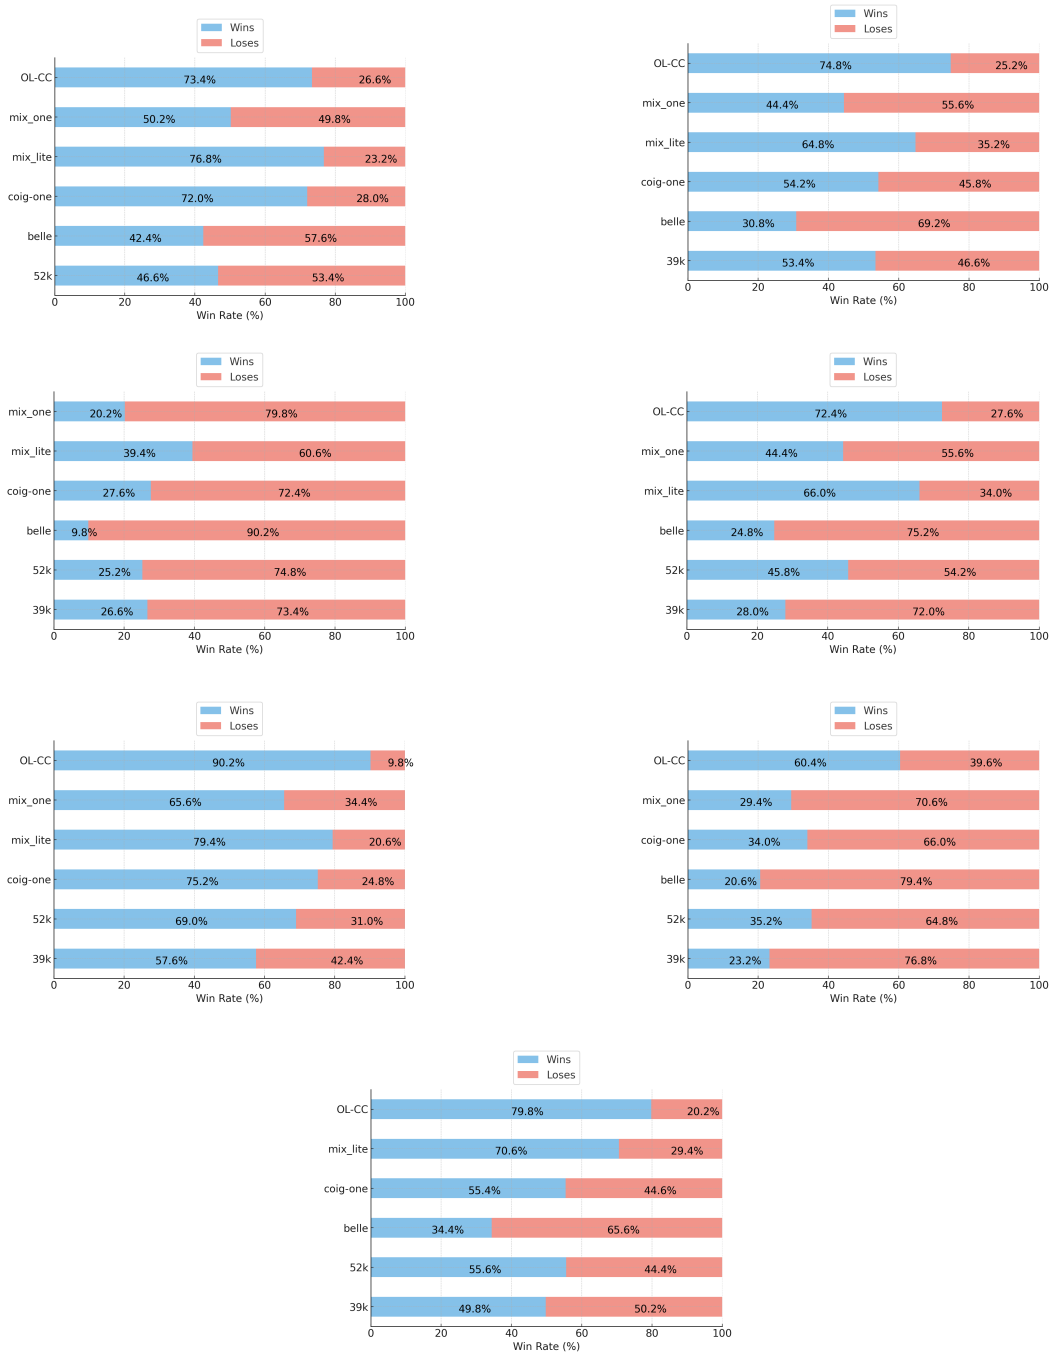 Wins
Loses
OL-CC 73.4% 26.6%
mix_one 50.2% 49.8%
mix_lite 76.8% 23.2%
coig-one 72.0% 28.0%
belle 42.4% 57.6%
52k 46.6% 53.4%
0 20 40 60 80 100
Win Rate (%)
Wins
Loses
OL-CC 74.8% 25.2%
mix_one 44.4% 55.6%
mix_lite 64.8% 35.2%
coig-one 54.2% 45.8%
belle 30.8% 69.2%
39k 53.4% 46.6%
0 20 40 60 80 100
Win Rate (%)
Wins
Loses
mix_one 20.2% 79.8%
mix_lite 39.4% 60.6%
coig-one 27.6% 72.4%
belle 9.8% 90.2%
52k 25.2% 74.8%
39k 26.6% 73.4%
0 20 40 60 80 100
Win Rate (%)
Wins
Loses
OL-CC 72.4% 27.6%
mix_one 44.4% 55.6%
mix_lite 66.0% 34.0%
belle 24.8% 75.2%
52k 45.8% 54.2%
39k 28.0% 72.0%
0 20 40 60 80 100
Win Rate (%)
Wins
Loses
OL-CC 90.2% 9.8%
mix_one 65.6% 34.4%
mix_lite 79.4% 20.6%
coig-one 75.2% 24.8%
52k 69.0% 31.0%
39k 57.6% 42.4%
0 20 40 60 80 100
Win Rate (%)
Wins
Loses
OL-CC 60.4% 39.6%
mix_one 29.4% 70.6%
coig-one 34.0% 66.0%
belle 20.6% 79.4%
52k 35.2% 64.8%
39k 23.2% 76.8%
0 20 40 60 80 100
Win Rate (%)
Wins
Loses
OL-CC 79.8% 20.2%
mix_lite 70.6% 29.4%
coig-one 55.4% 44.6%
belle 34.4% 65.6%
52k 55.6% 44.4%
39k 49.8% 50.2%
0 20 40 60 80 100
Win Rate (%)